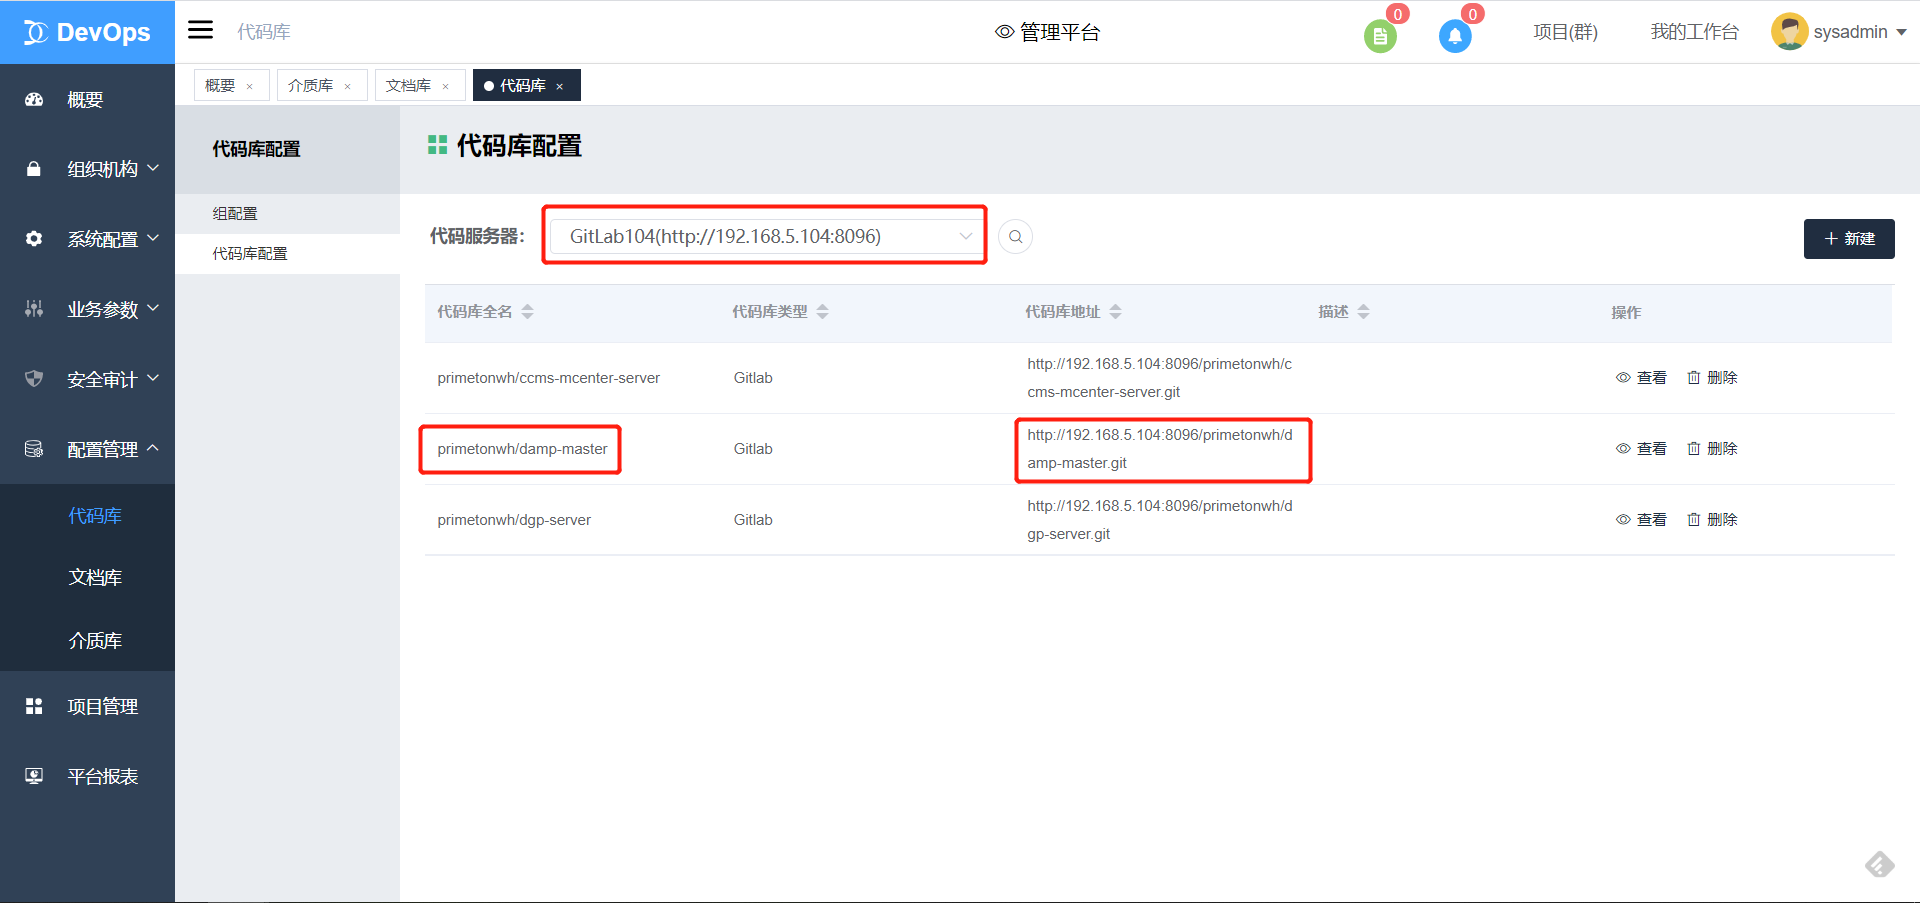 DevOps
代码库
管理平台
0
0
项目(群)
我的工作台
sysadmin
概要 ×
介质库 ×
文档库 ×
代码库 ×
概要
组织机构
系统配置
业务参数
安全审计
配置管理
代码库
文档库
介质库
项目管理
平台报表
代码库配置
组配置
代码库配置
代码库配置
代码服务器:
GitLab104(http://192.168.5.104:8096)
新建
代码库全名
代码库类型
代码库地址
描述
操作
primetonwh/ccms-mcenter-server
Gitlab
http://192.168.5.104:8096/primetonwh/c
cms-mcenter-server.git
查看
删除
primetonwh/damp-master
Gitlab
http://192.168.5.104:8096/primetonwh/d
amp-master.git
查看
删除
primetonwh/dgp-server
Gitlab
http://192.168.5.104:8096/primetonwh/d
gp-server.git
查看
删除